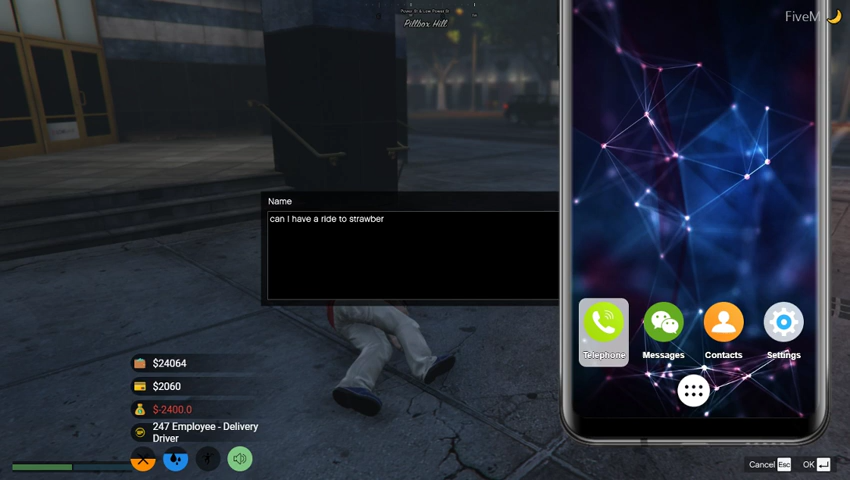 FiveM
Pillbox Hill
Name
can I have a ride to strawber
Telephone
Messages
Contacts
Settings
$24064
$2060
$-2400.0
247 Employee - Delivery
Driver
Cancel Esc
OK